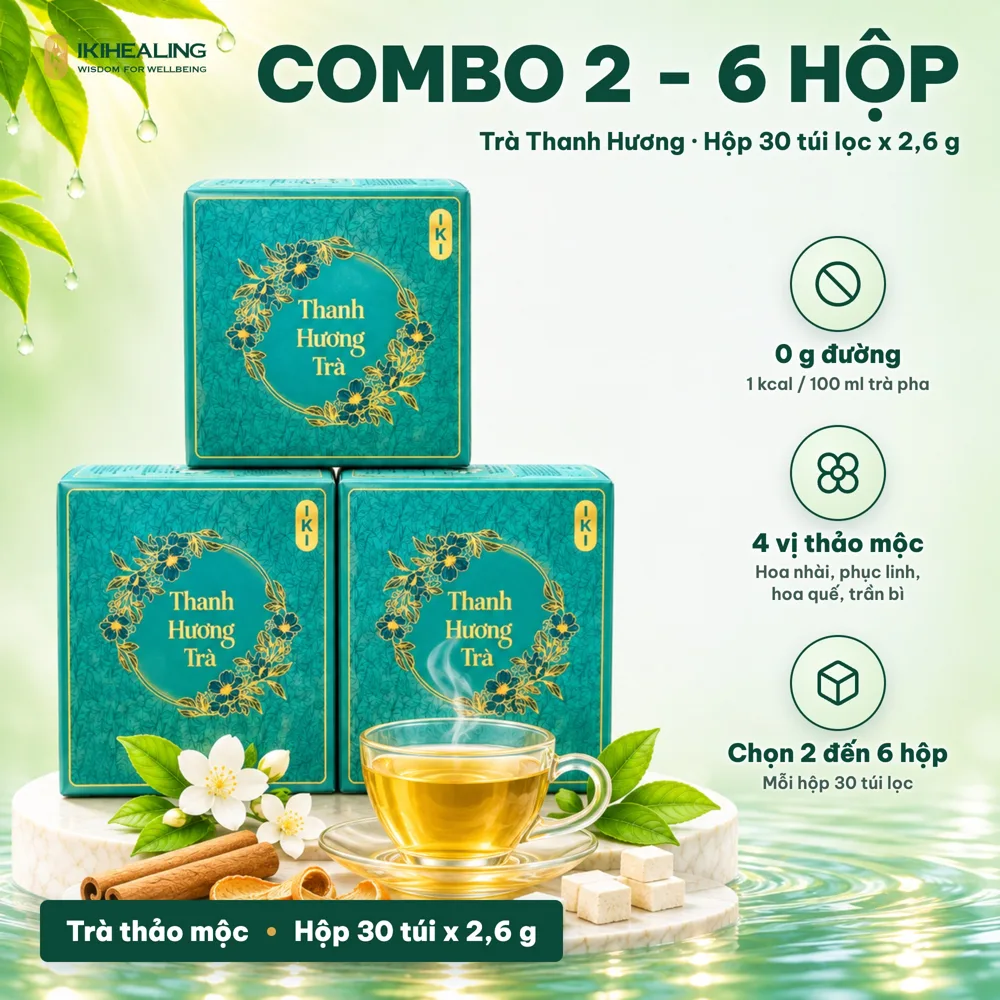 IKIHEALING
WISDOM FOR WELLBEING
COMBO 2 - 6 HỘP
Trà Thanh Hương · Hộp 30 túi lọc x 2,6 g
IKI
Thanh
Hương
Trà
0 g đường
1 kcal / 100 ml trà pha
4 vị thảo mộc
Hoa nhài, phục linh,
hoa quế, trần bì
IKI
Thanh
Hương
Trà
IKI
Thanh
Hương
Trà
Chọn 2 đến 6 hộp
Mỗi hộp 30 túi lọc
Trà thảo mộc • Hộp 30 túi x 2,6 g